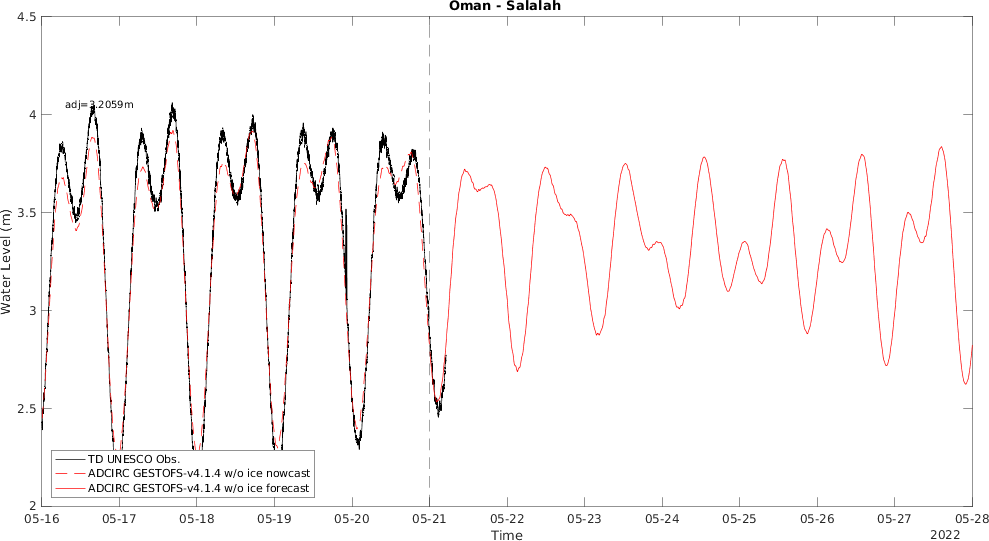 Oman - Salalah
4.5
4
3.5
3
2.5
2
Water Level (m)
adj=3.2059m
TD UNESCO Obs.
ADCIRC GESTOFS-v4.1.4 w/o ice nowcast
ADCIRC GESTOFS-v4.1.4 w/o ice forecast
05-16 05-17 05-18 05-19 05-20 05-21 05-22 05-23 05-24 05-25 05-26 05-27 05-28
Time
2022